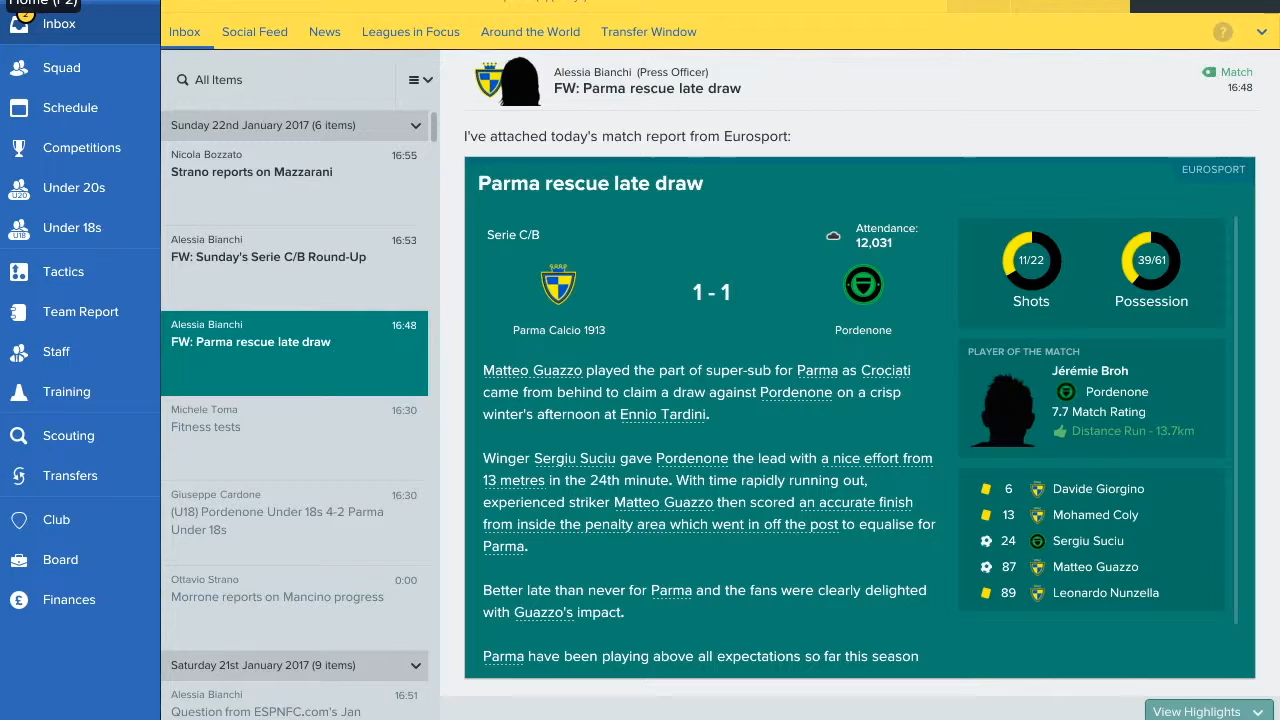 Home (F2)
2
Inbox
Squad
Schedule
Competitions
U20
Under 20s
U18
Under 18s
Tactics
Team Report
Staff
Training
Scouting
Transfers
Club
Board
Finances
Inbox
Social Feed
News
Leagues in Focus
Around the World
Transfer Window
?
All Items
Sunday 22nd January 2017 (6 items)
Nicola Bozzato 16:55
Strano reports on Mazzarani
Alessia Bianchi 16:53
FW: Sunday's Serie C/B Round-Up
Alessia Bianchi 16:48
FW: Parma rescue late draw
Michele Toma 16:30
Fitness tests
Giuseppe Cardone 16:30
(U18) Pordenone Under 18s 4-2 Parma
Under 18s
Ottavio Strano 0:00
Morrone reports on Mancino progress
Saturday 21st January 2017 (9 items)
Alessia Bianchi 16:51
Question from ESPNFC.com's Jan
Alessia Bianchi (Press Officer)
FW: Parma rescue late draw
Match
16:48
I've attached today's match report from Eurosport:
EUROSPORT
Parma rescue late draw
Serie C/B
Attendance:
12,031
1 - 1
Parma Calcio 1913
Pordenone
Matteo Guazzo played the part of super-sub for Parma as Crociati
came from behind to claim a draw against Pordenone on a crisp
winter's afternoon at Ennio Tardini.
Winger Sergiu Suciu gave Pordenone the lead with a nice effort from
13 metres in the 24th minute. With time rapidly running out,
experienced striker Matteo Guazzo then scored an accurate finish
from inside the penalty area which went in off the post to equalise for
Parma.
Better late than never for Parma and the fans were clearly delighted
with Guazzo's impact.
Parma have been playing above all expectations so far this season
11/22
Shots
39/61
Possession
PLAYER OF THE MATCH
Jérémie Broh
Pordenone
7.7 Match Rating
Distance Run - 13.7km
6 Davide Giorgino
13 Mohamed Coly
24 Sergiu Suciu
87 Matteo Guazzo
89 Leonardo Nunzella
View Highlights